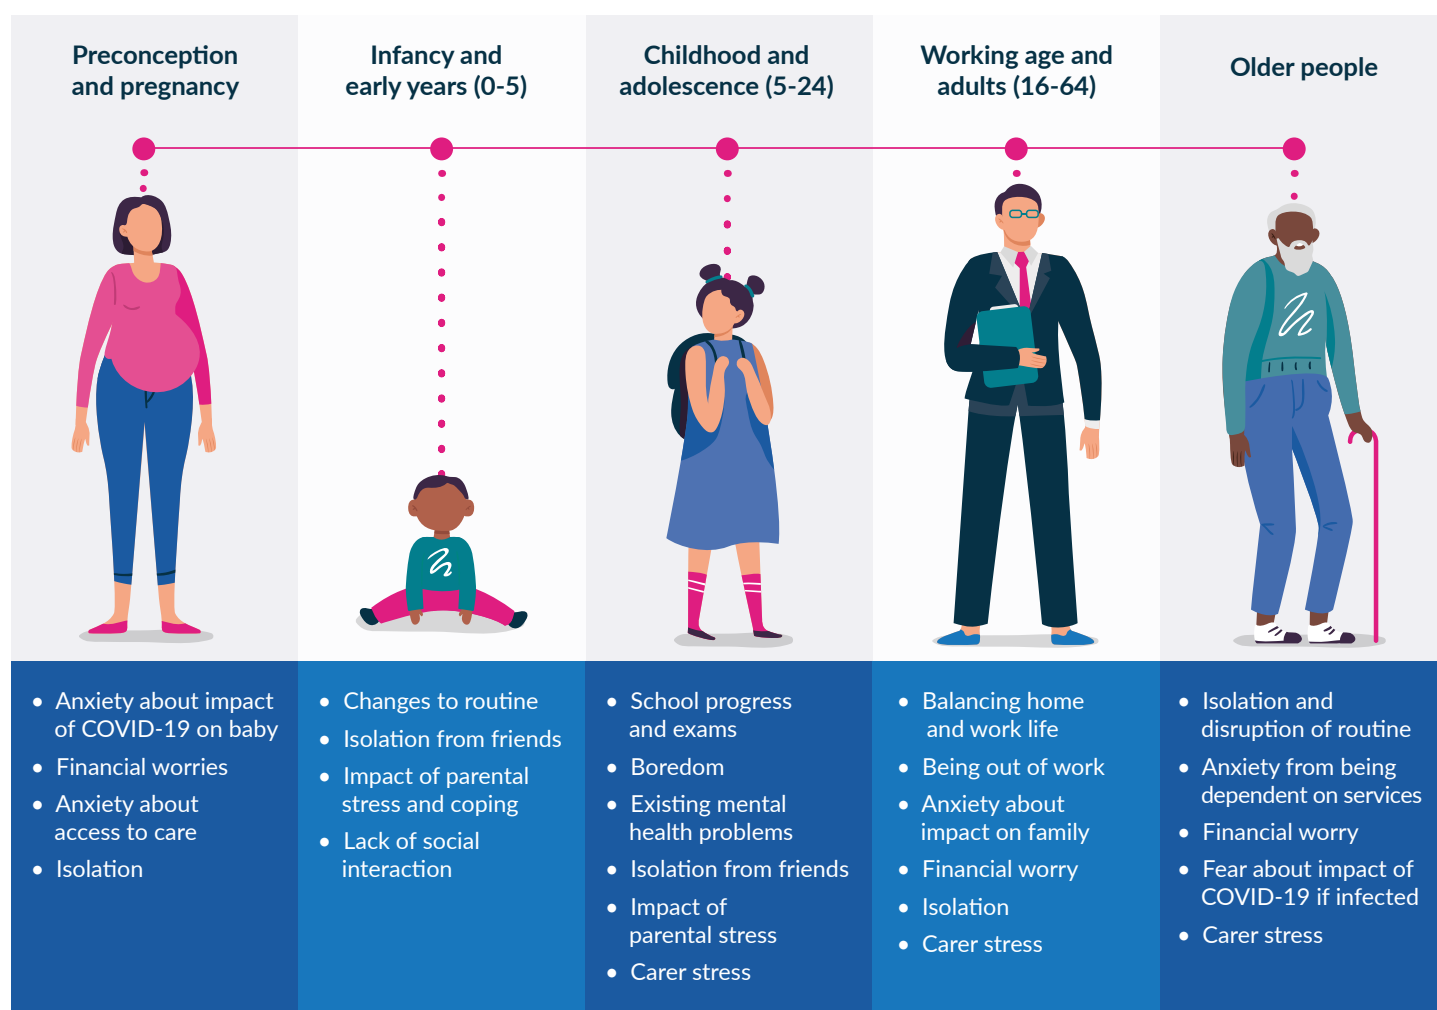 Preconception
and pregnancy
Infancy and
early years (0-5)
Childhood and
adolescence (5-24)
Working age and
adults (16-64)
Older people
• Anxiety about impact
of COVID-19 on baby
• Financial worries
• Anxiety about
access to care
• Isolation
• Changes to routine
• Isolation from friends
• Impact of parental
stress and coping
• Lack of social
interaction
• School progress
and exams
• Boredom
• Existing mental
health problems
• Isolation from friends
• Impact of
parental stress
• Carer stress
• Balancing home
and work life
• Being out of work
• Anxiety about
impact on family
• Financial worry
• Isolation
• Carer stress
• Isolation and
disruption of routine
• Anxiety from being
dependent on services
• Financial worry
• Fear about impact of
COVID-19 if infected
• Carer stress